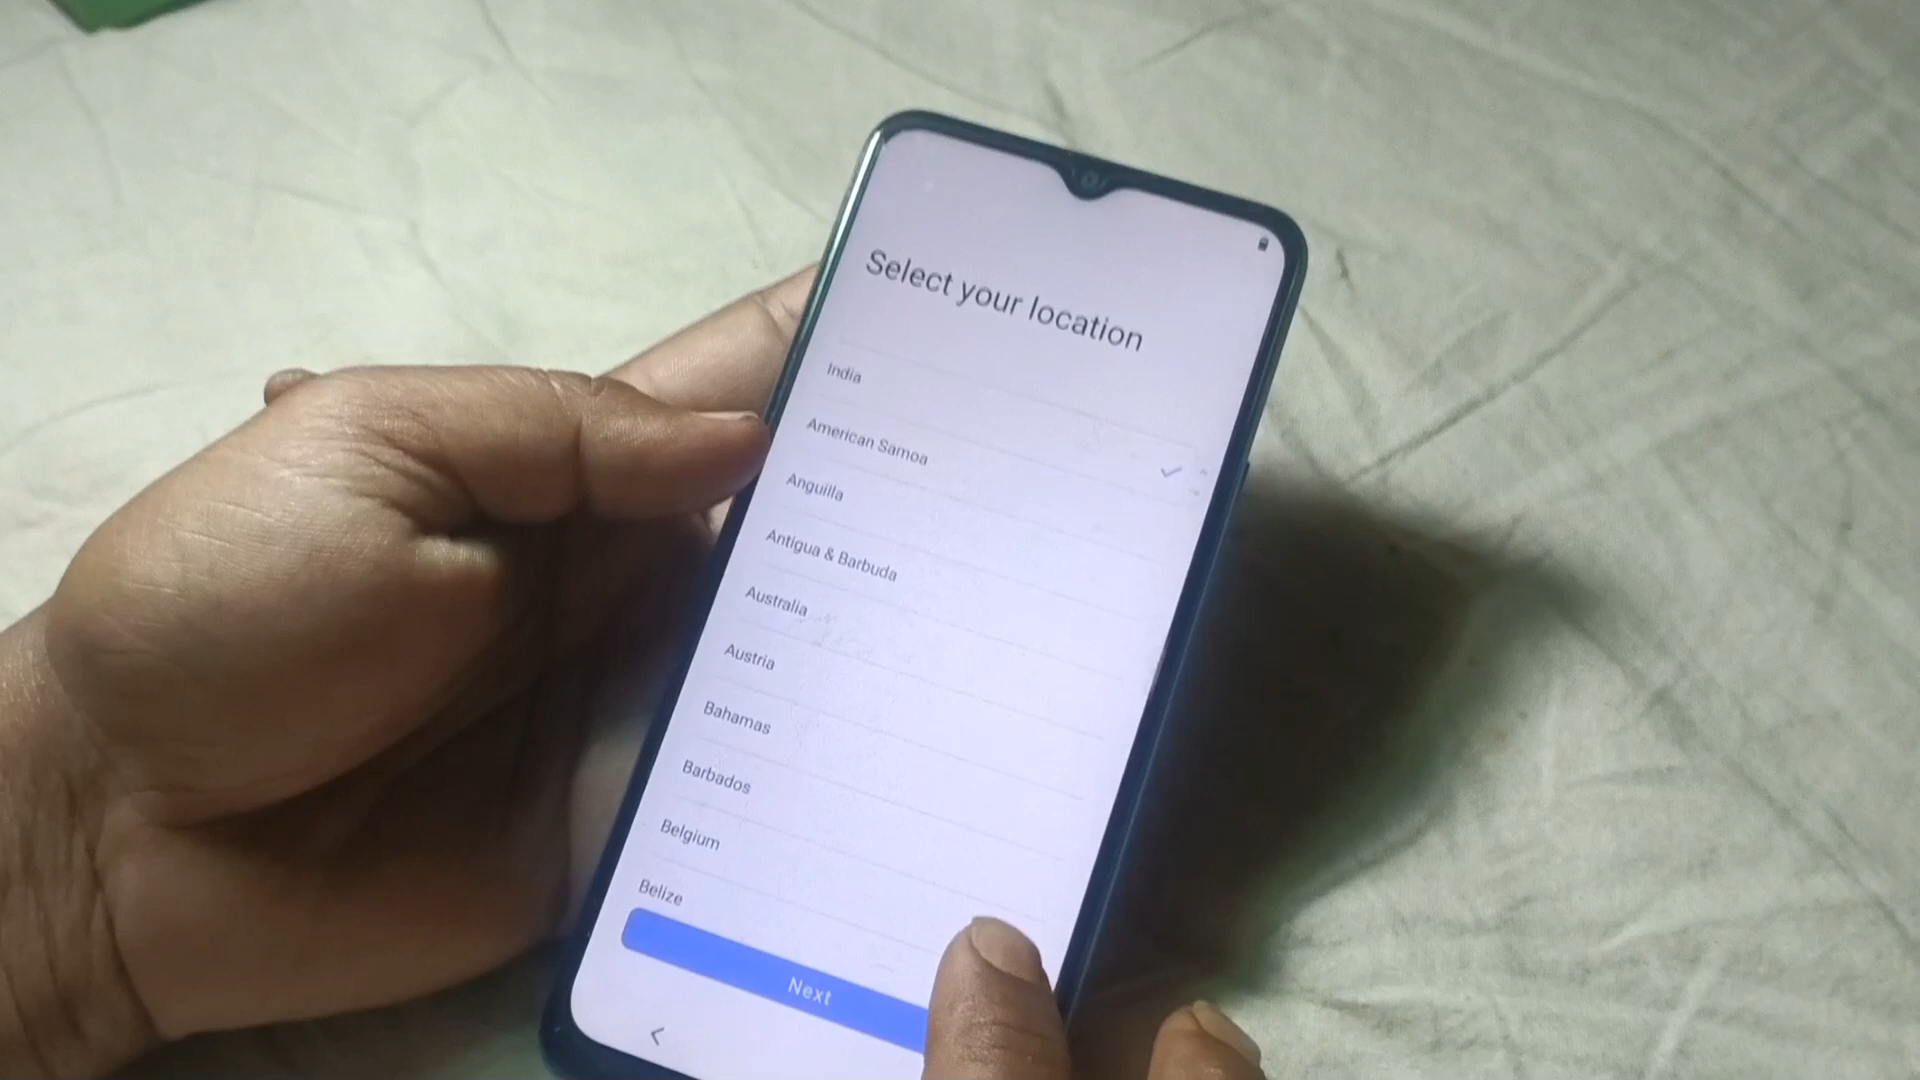 Select your location
India
American Samoa
Anguilla
Antigua & Barbuda
Australia
Austria
Bahamas
Barbados
Belgium
Belize
Next